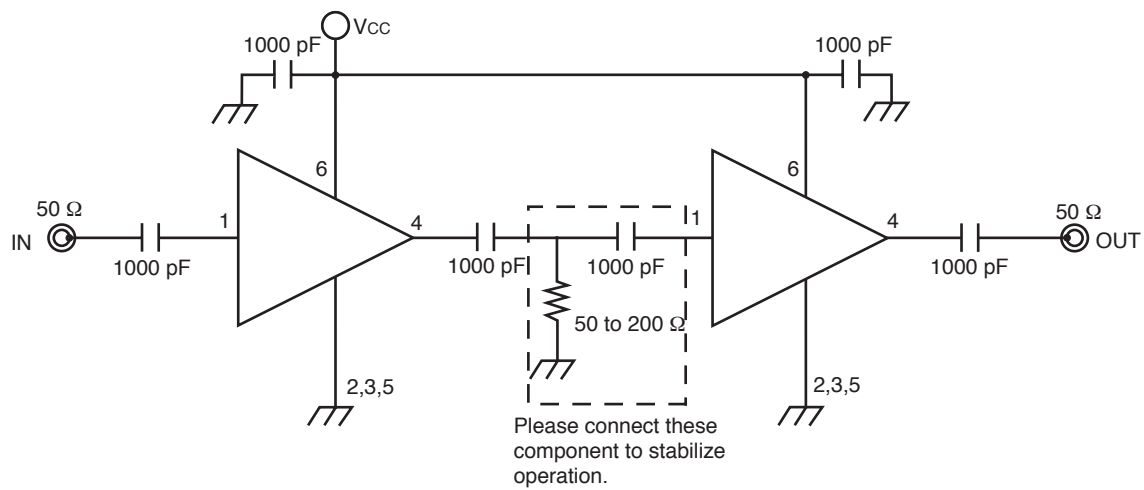 VCC
1000 pF
1000 pF
6
6
50 Ω
1
4
1
4
50 Ω
IN
OUT
1000 pF
1000 pF
1000 pF
1000 pF
50 to 200 Ω
2,3,5
2,3,5
Please connect these
component to stabilize
operation.